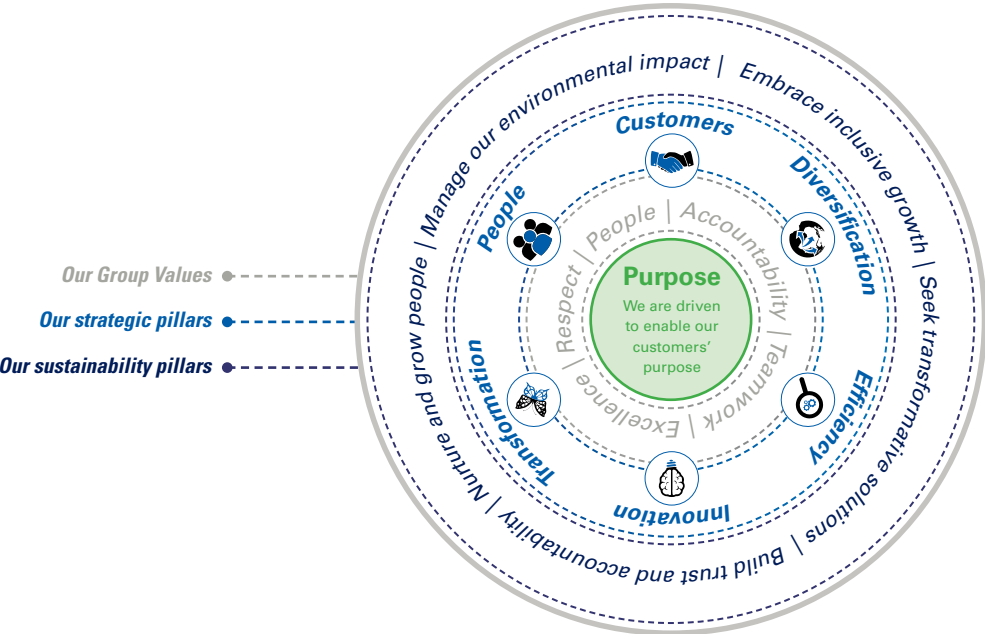 Our Group Values
Our strategic pillars
Our sustainability pillars
Manage our environmental impact |
Embrace inclusive growth |
Seek transformative solutions |
Build trust and accountability |
Nurture and grow people |
Customers
Diversification
Efficiency
Innovation
Transformation
People
People |
Accountability |
Teamwork |
Excellence |
Respect |
Purpose
We are driven
to enable our
customers’
purpose